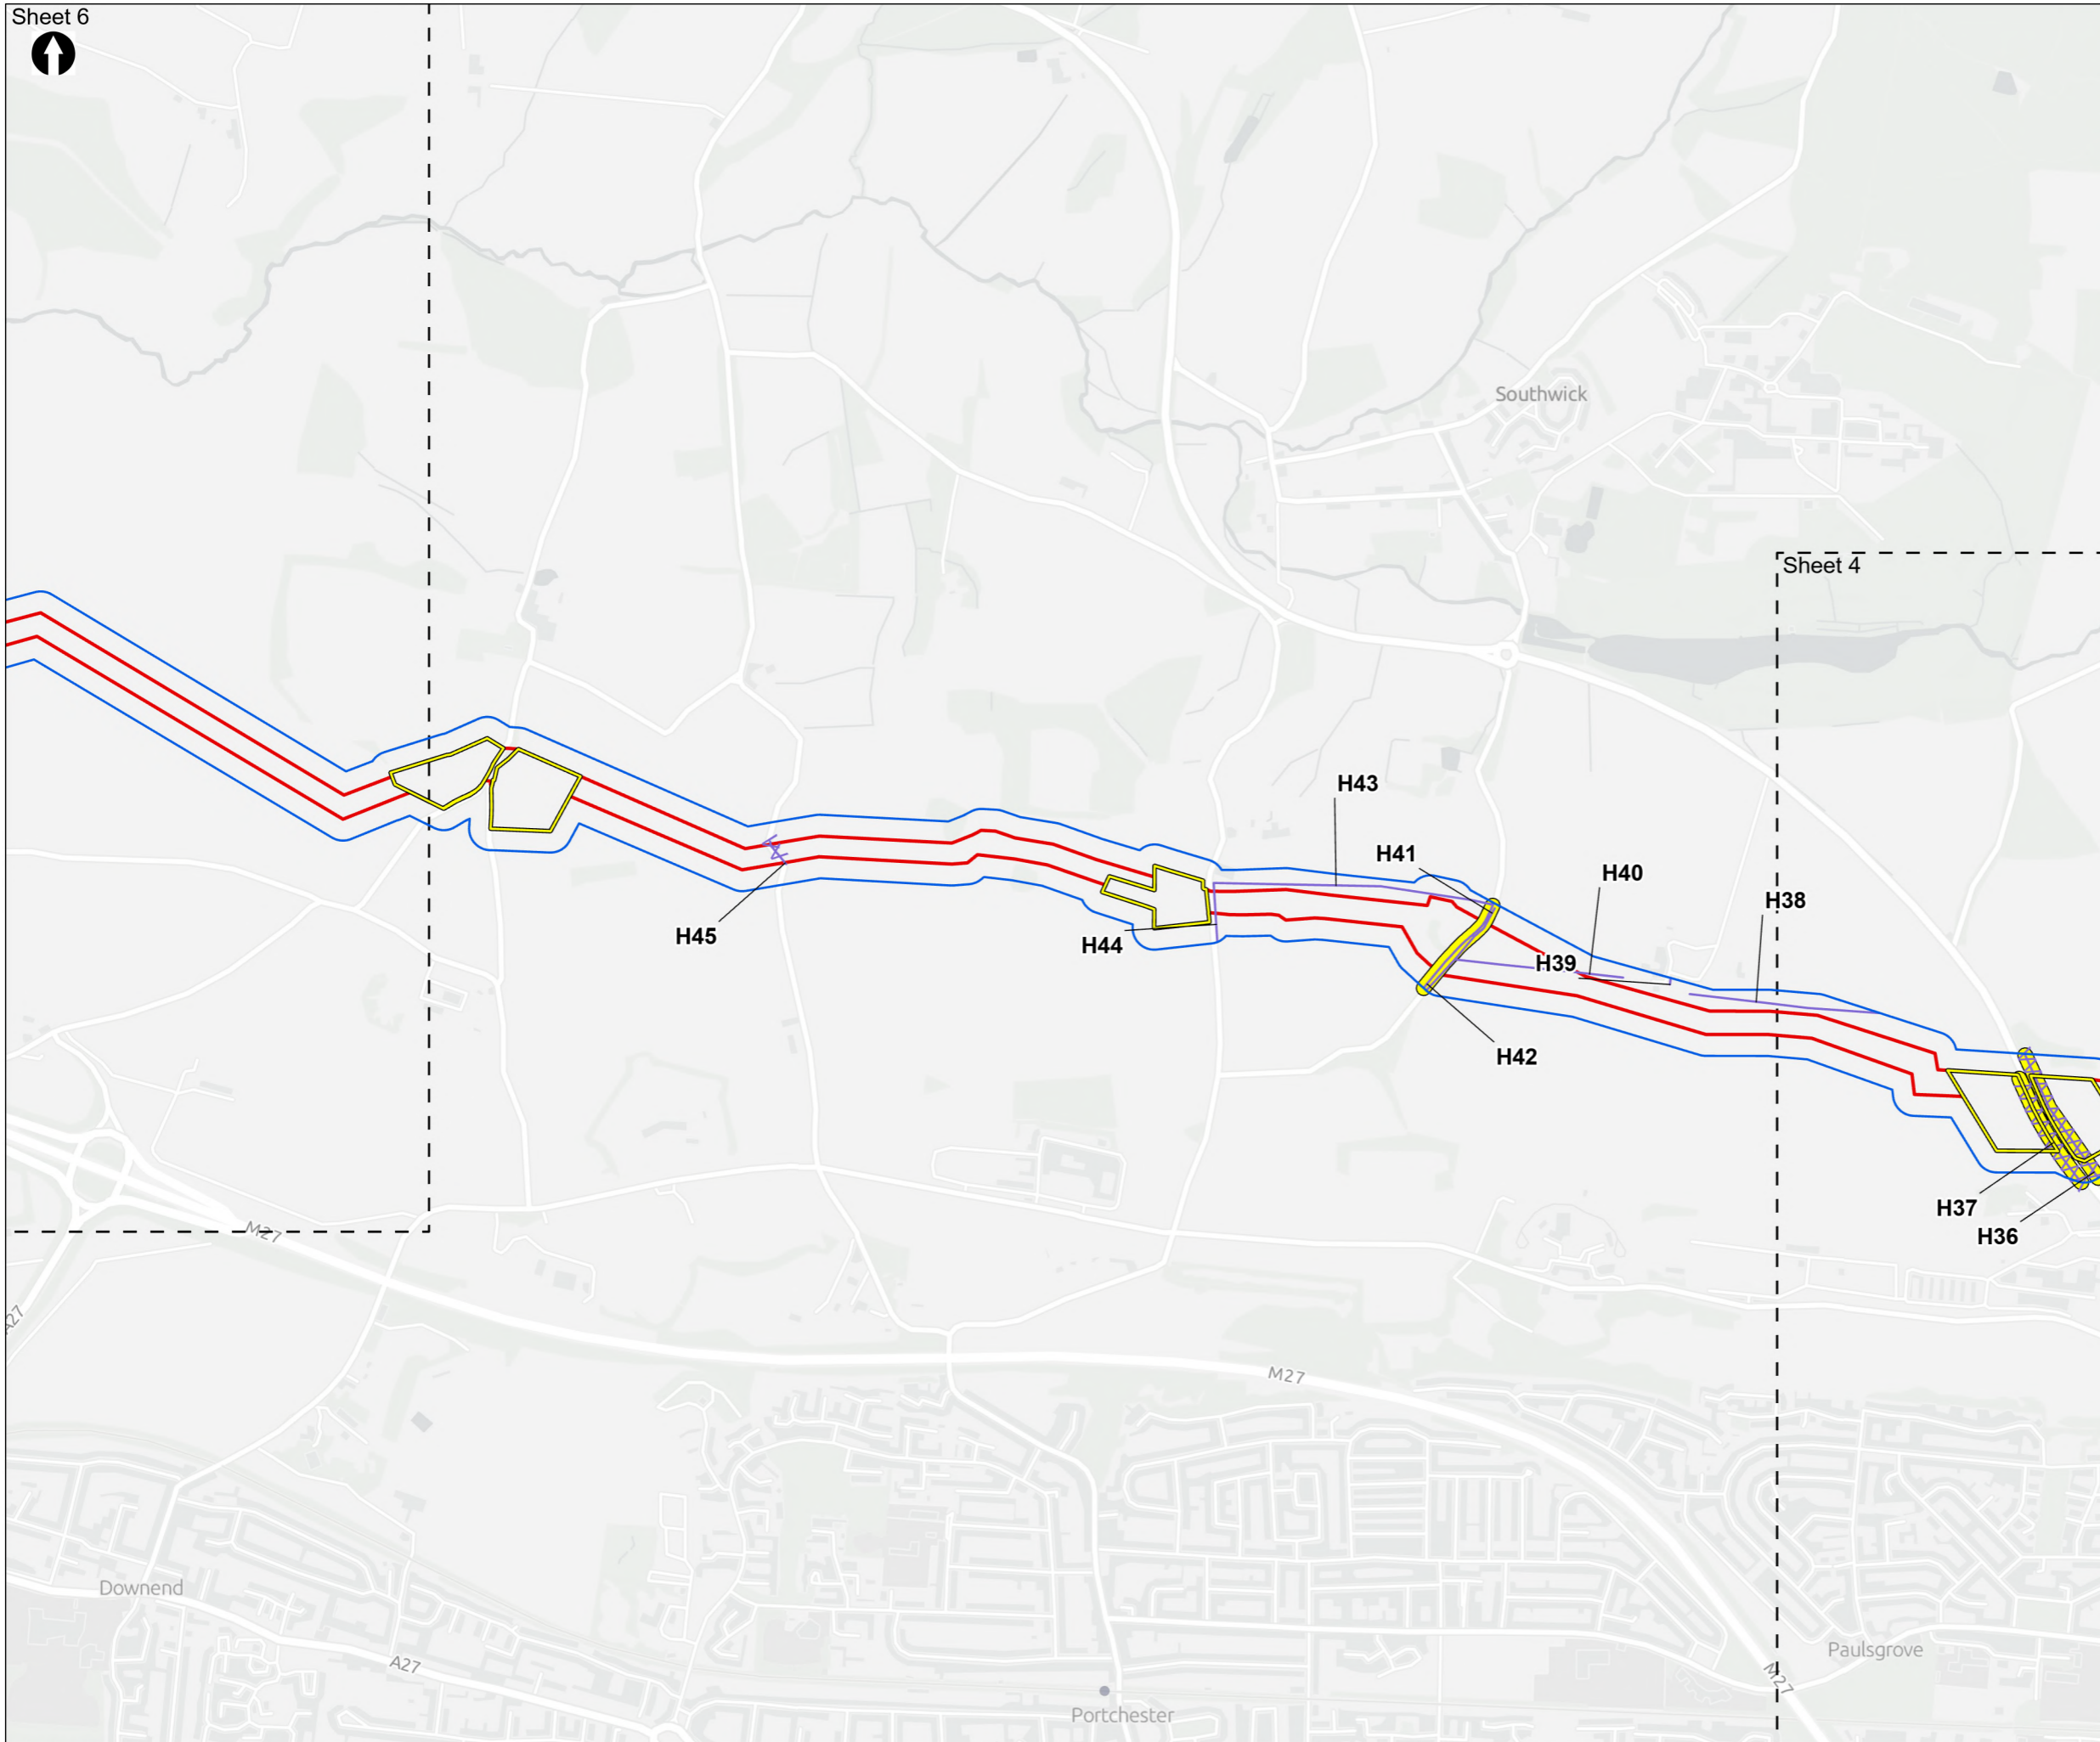 Sheet 6
Southwick
Sheet 4
H43
H41
H40
H38
H45
H44
H39
H42
H37
H36
M27
A27
M27
Downend
A27
Paulsgrove
M27
Portchester